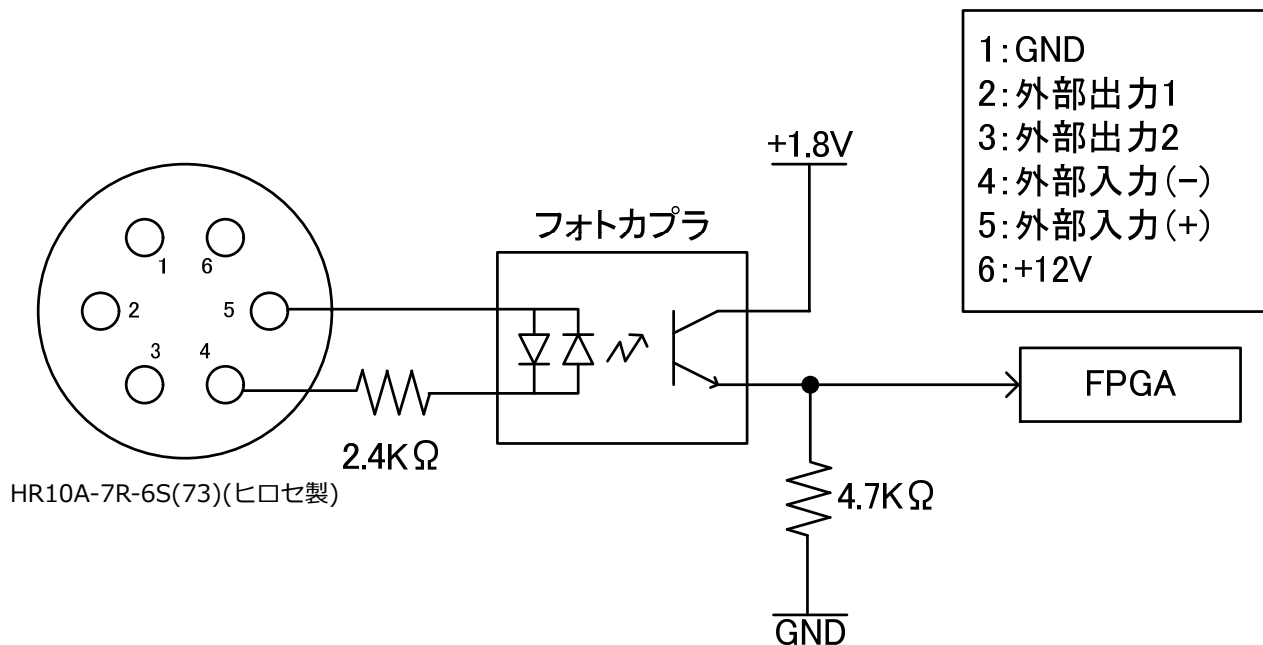 1:GND
2:外部出力1
3:外部出力2
4:外部入力(-)
5:外部入力(+)
6:+12V
+1.8V
フォトカプラ
1
6
2
5
3
4
FPGA
2.4KΩ
HR10A-7R-6S(73)(ヒロセ製)
4.7KΩ
GND